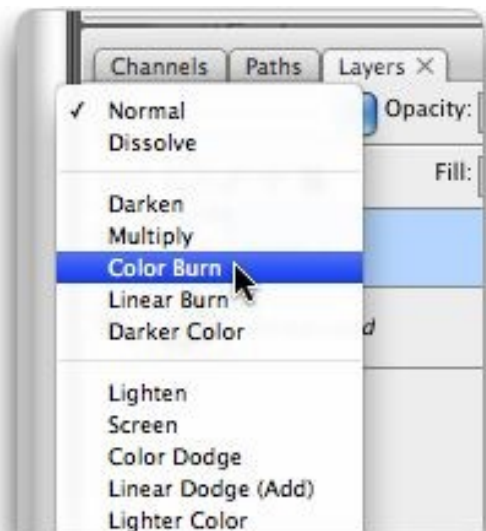 Channels Paths Layers ×
✓ Normal Opacity:
Dissolve
Fill:
Darken
Multiply
Color Burn
Linear Burn
Darker Color d
Lighten
Screen
Color Dodge
Linear Dodge (Add)
Lighter Color